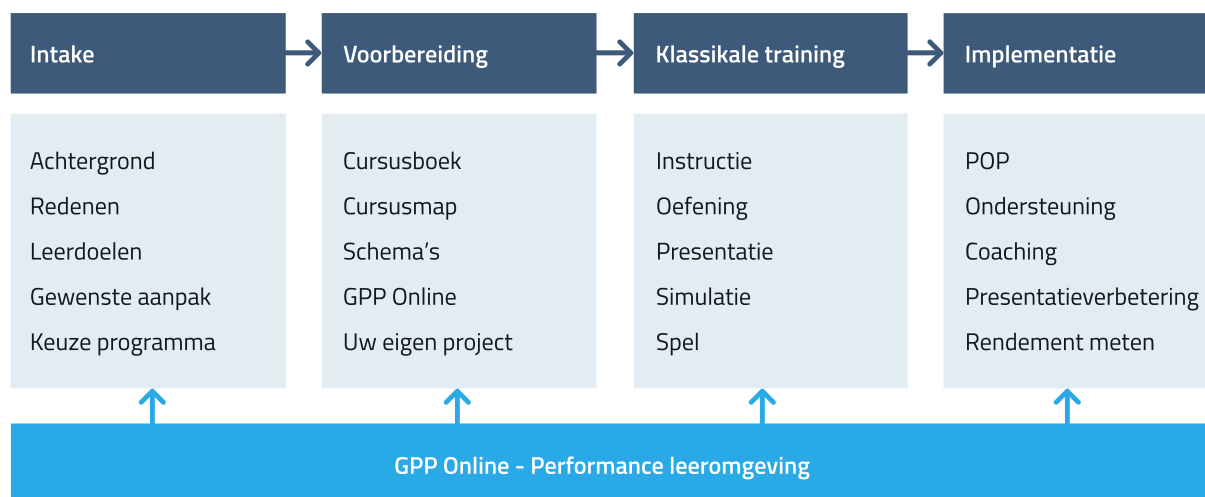 Intake
Voorbereiding
Klassikale training
Implementatie
Achtergrond
Redenen
Leerdoelen
Gewenste aanpak
Keuze programma
Cursusboek
Cursusmap
Schema’s
GPP Online
Uw eigen project
Instructie
Oefening
Presentatie
Simulatie
Spel
POP
Ondersteuning
Coaching
Presentatieverbetering
Rendement meten
GPP Online - Performance leeromgeving